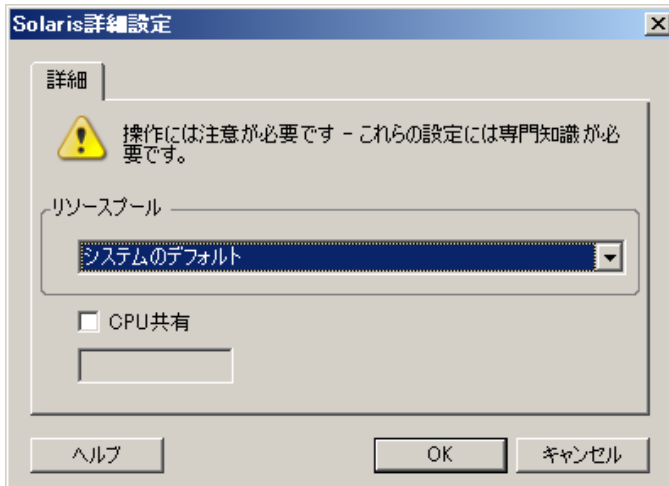 Solaris詳細設定
詳細
操作には注意が必要です - これらの設定には専門知識が必
要です。
リソースプール
システムのデフォルト
CPU共有
ヘルプ
OK
キャンセル